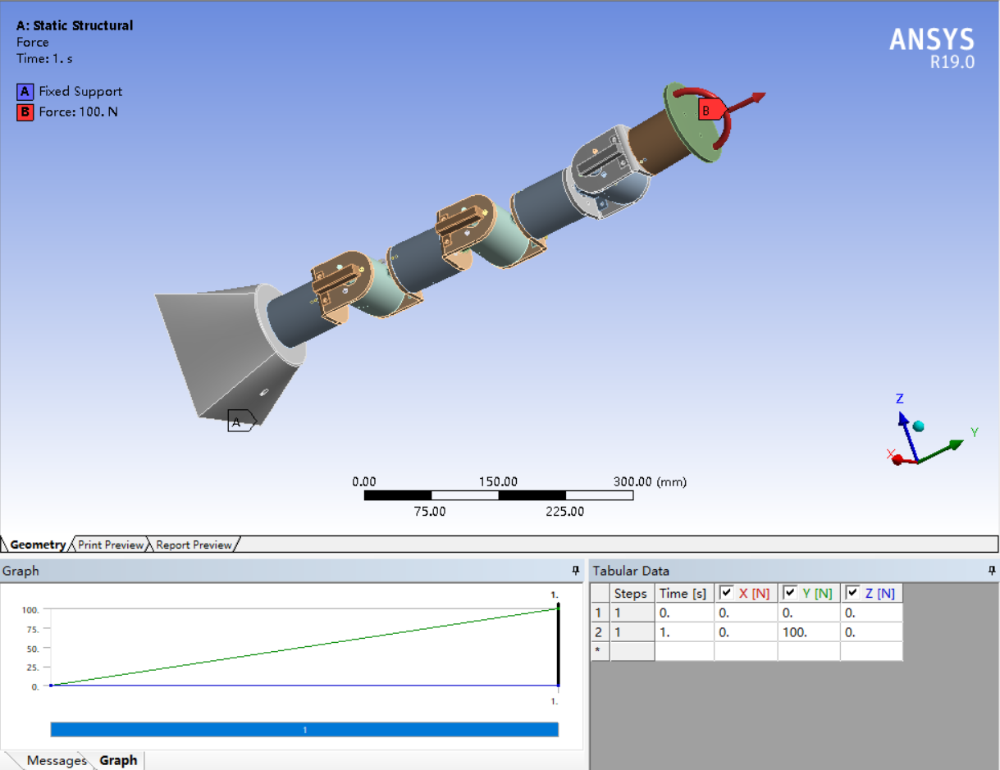 A: Static Structural
Force
Time: 1. s
A Fixed Support
B Force: 100. N
ANSYS
R19.0
B
A
Z
Y
X
0.00 150.00 300.00 (mm)
75.00 225.00
Geometry Print Preview Report Preview
Graph
1.
100.
75.
50.
25.
0.
1.
1
Messages Graph
Tabular Data
Steps Time [s] X [N] Y [N] Z [N]
1 1 0. 0. 0. 0.
2 1 1. 0. 100. 0.
*